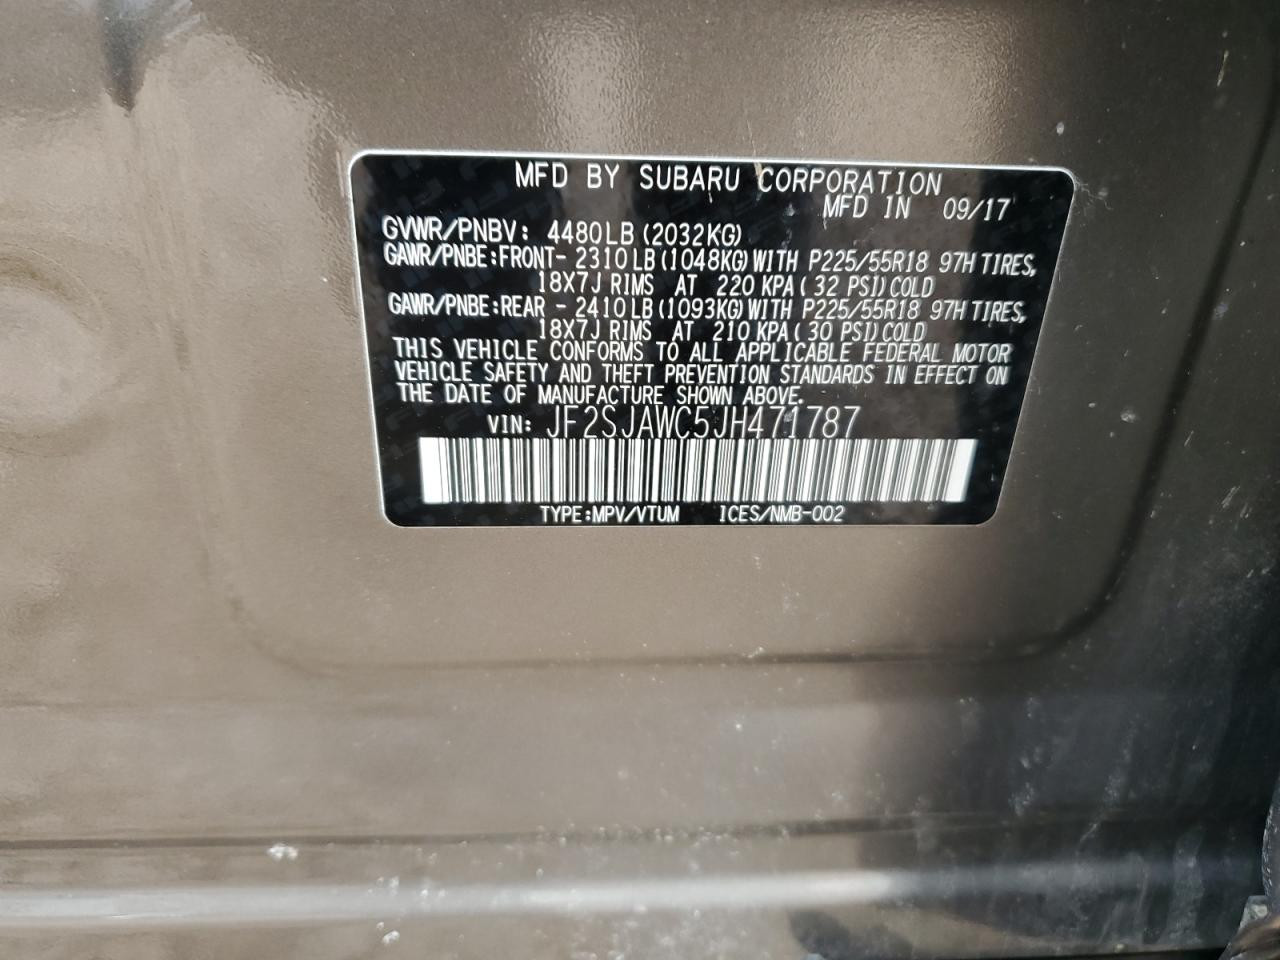 MFD BY SUBARU CORPORATION
MFD IN 09/17
GVWR/PNBV: 4480LB (2032KG)
GAWR/PNBE:FRONT- 2310LB (1048KG) WITH P225/55R18 97H TIRES,
18X7J RIMS AT 220 KPA ( 32 PSI) COLD
GAWR/PNBE:REAR - 2410LB (1093KG) WITH P225/55R18 97H TIRES,
18X7J RIMS AT 210 KPA ( 30 PSI) COLD
THIS VEHICLE CONFORMS TO ALL APPLICABLE FEDERAL MOTOR
VEHICLE SAFETY AND THEFT PREVENTION STANDARDS IN EFFECT ON
THE DATE OF MANUFACTURE SHOWN ABOVE.
VIN: JF2SJAWC5JH471787
TYPE:MPV/VTUM ICES/NMB-002